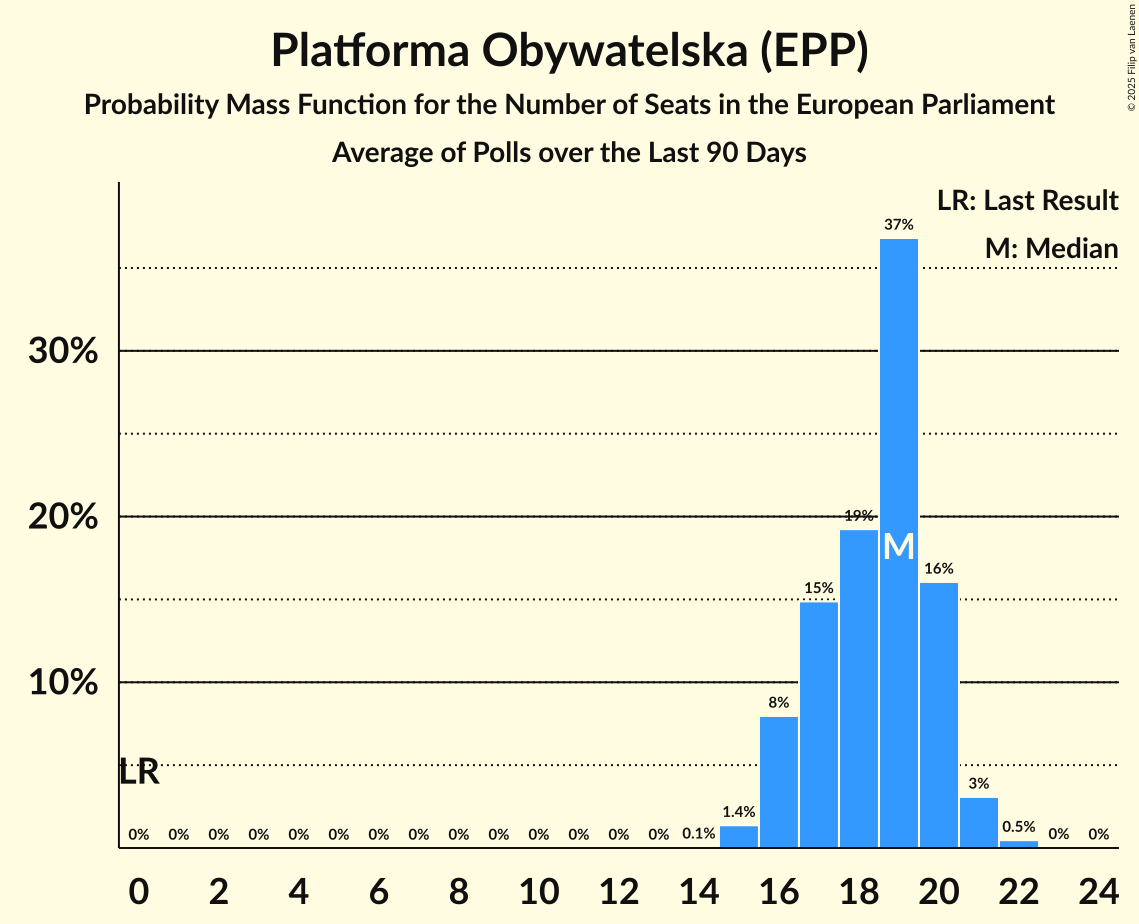 Platforma Obywatelska (EPP)
Probability Mass Function for the Number of Seats in the European Parliament
Average of Polls over the Last 90 Days
© 2025 Filip van Laenen
LR: Last Result
M: Median
37%
30%
20%
19%
M
16%
15%
10%
8%
LR
3%
1.4%
0.5%
0% 0% 0% 0% 0% 0% 0% 0% 0% 0% 0% 0% 0% 0% 0.1% 0% 0%
0 2 4 6 8 10 12 14 16 18 20 22 24